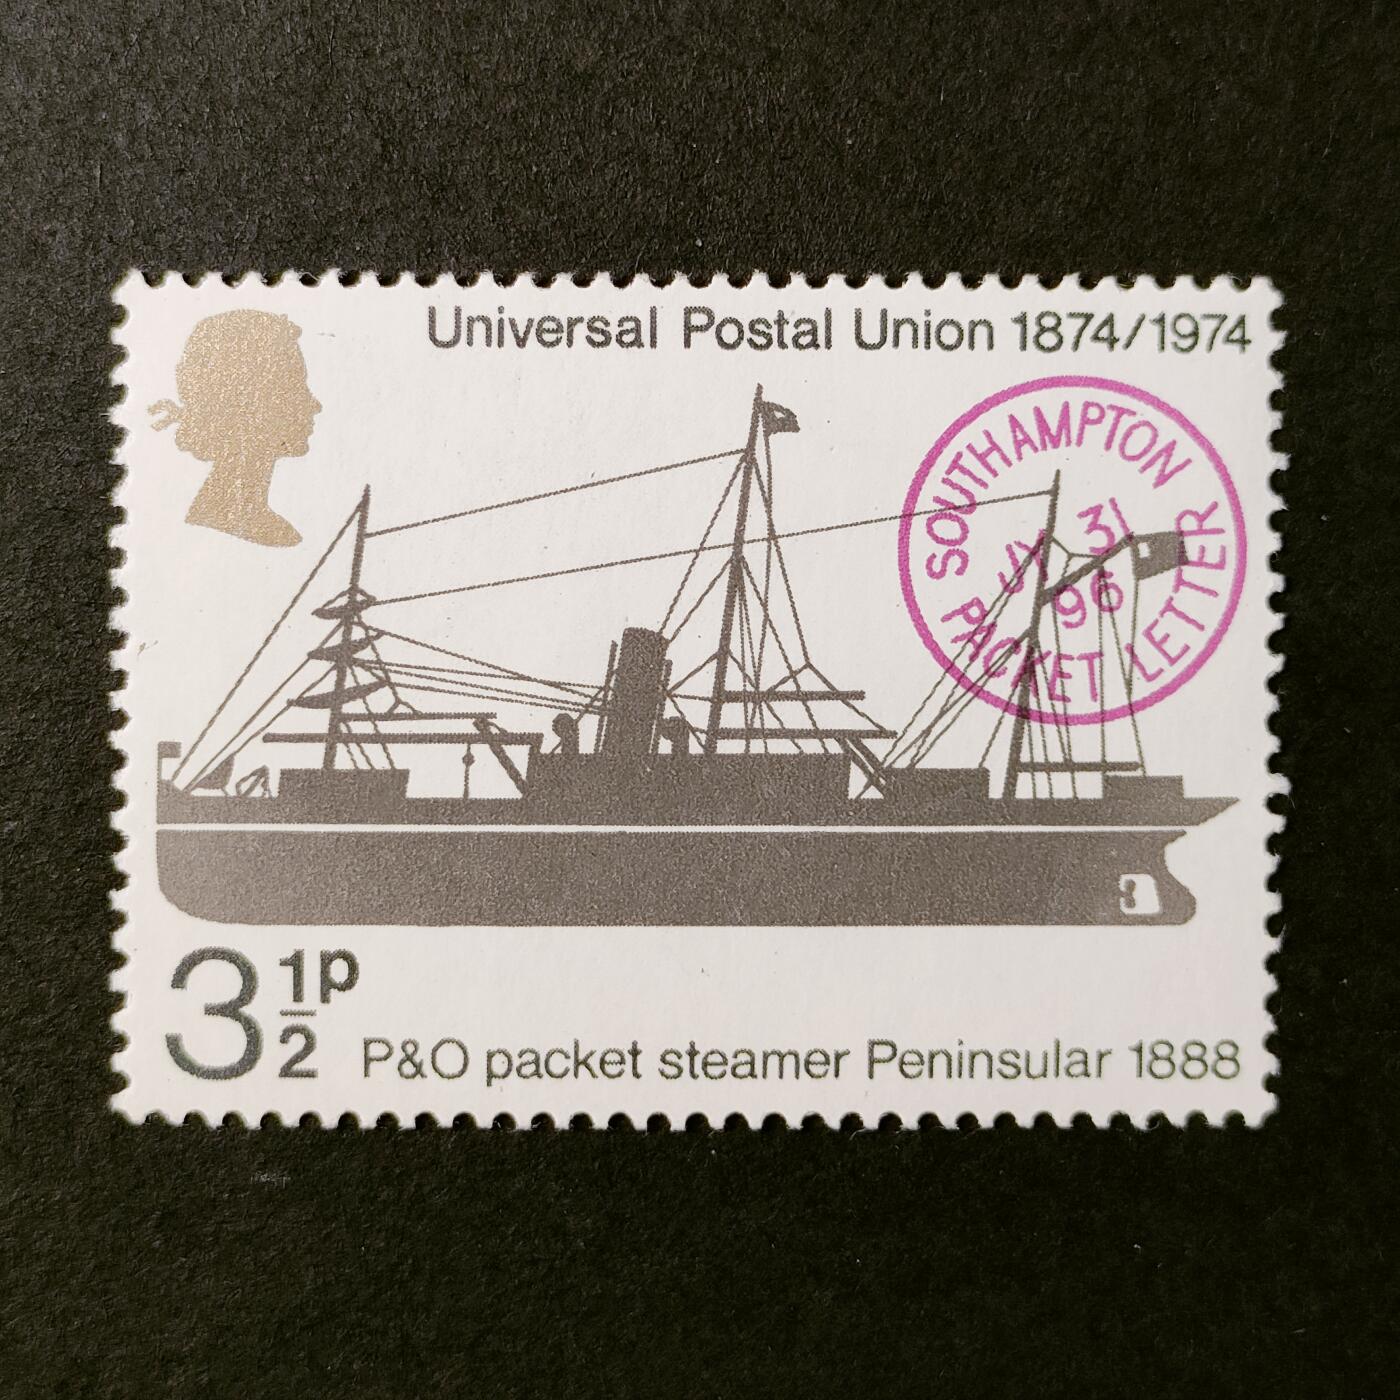 Universal Postal Union 1874/1974
SOUTHAMPTON
JY 31
96
PACKET LETTER
3½p
P&O packet steamer Peninsular 1888